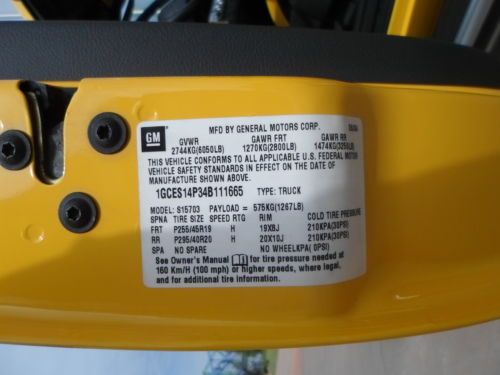 GM
MFD BY GENERAL MOTORS CORP.
GVWR GAWR FRT GAWR RR
2744KG(6050LB) 1270KG(2800LB) 1474KG(3250LB)
THIS VEHICLE CONFORMS TO ALL APPLICABLE U.S. FEDERAL MOTOR
VEHICLE SAFETY STANDARDS IN EFFECT ON THE DATE OF
MANUFACTURE SHOWN ABOVE.
1GCES14P34B111665 TYPE: TRUCK
MODEL: S15703 PAYLOAD = 575KG(1267LB)
SPNA TIRE SIZE SPEED RTG RIM COLD TIRE PRESSURE
FRT P255/45R19 H 19X8J 210KPA(30PSI)
RR P295/40R20 H 20X10J 210KPA(30PSI)
SPA NO SPARE NO WHEEL KPA( 0PSI)
See Owner's Manual for tire pressure needed at
160 Km/H (100 mph) or higher speeds, where legal,
and for additional tire information.